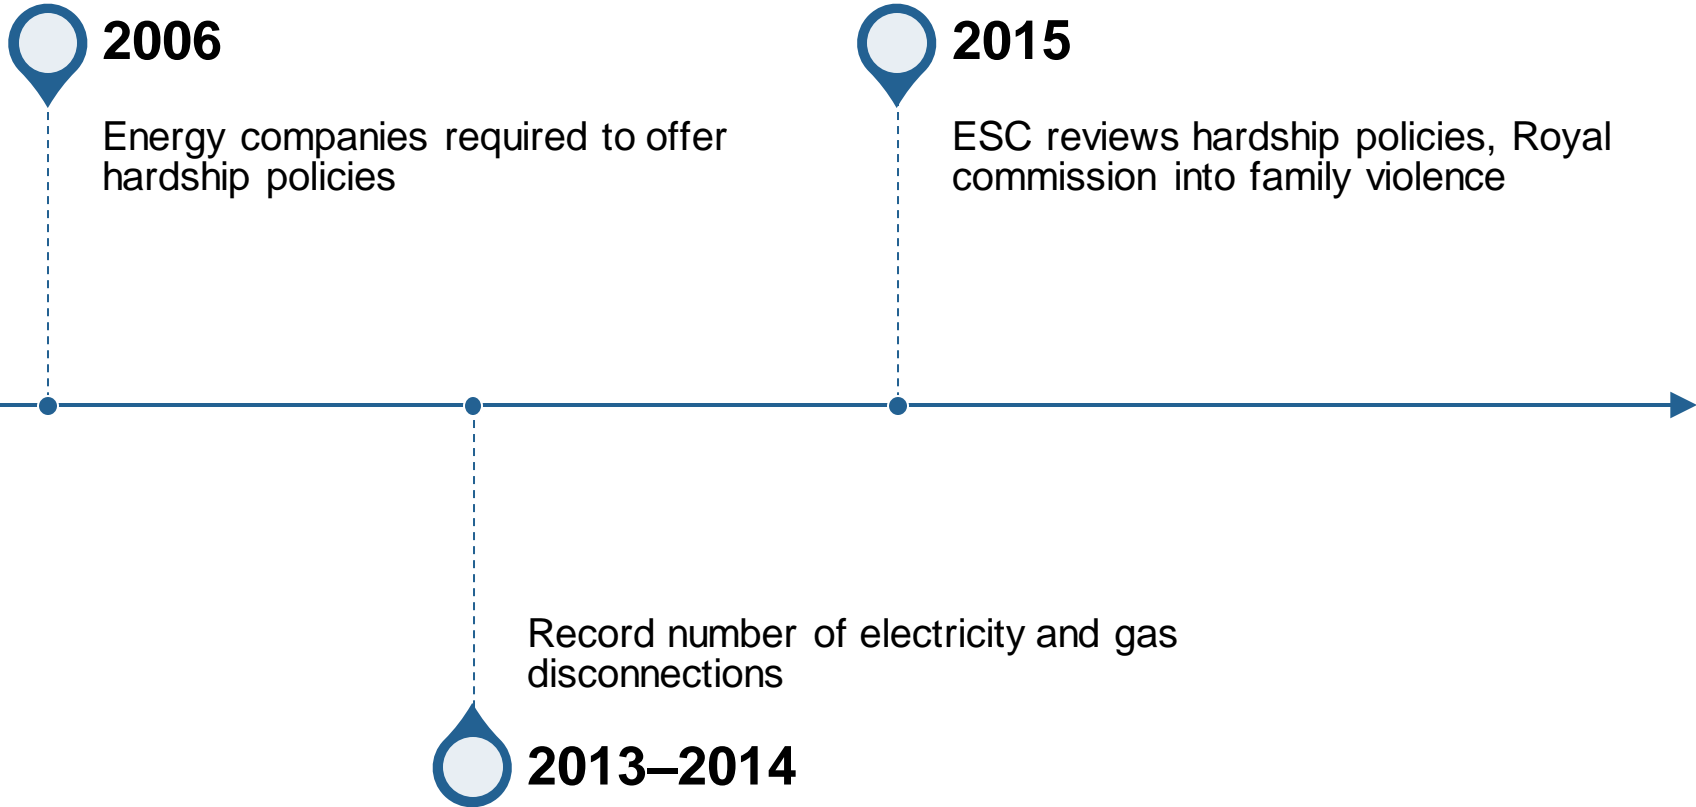 2006
Energy companies required to offer
hardship policies
2015
ESC reviews hardship policies, Royal
commission into family violence
Record number of electricity and gas
disconnections
2013–2014